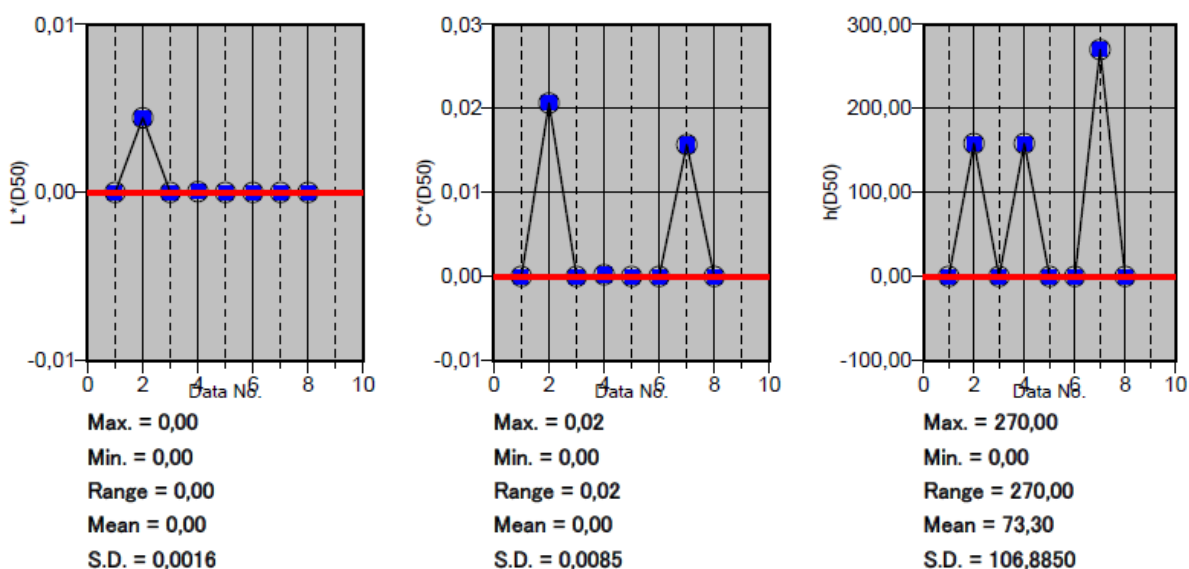 0,01
0,00
-0,01
L*(D50)
0 2 4 6 8 10
Data No.
Max. = 0,00
Min. = 0,00
Range = 0,00
Mean = 0,00
S.D. = 0,0016
0,03
0,02
0,01
0,00
-0,01
C*(D50)
0 2 4 6 8 10
Data No.
Max. = 0,02
Min. = 0,00
Range = 0,02
Mean = 0,00
S.D. = 0,0085
300,00
200,00
100,00
0,00
-100,00
h(D50)
0 2 4 6 8 10
Data No.
Max. = 270,00
Min. = 0,00
Range = 270,00
Mean = 73,30
S.D. = 106,8850